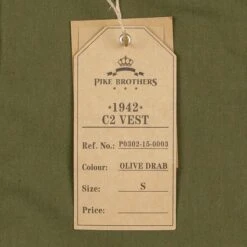 PIKE BROTHERS
*1942*
C2 VEST
Ref. No.: P0302-15-0003
Colour: OLIVE DRAB
Size: S
Price: